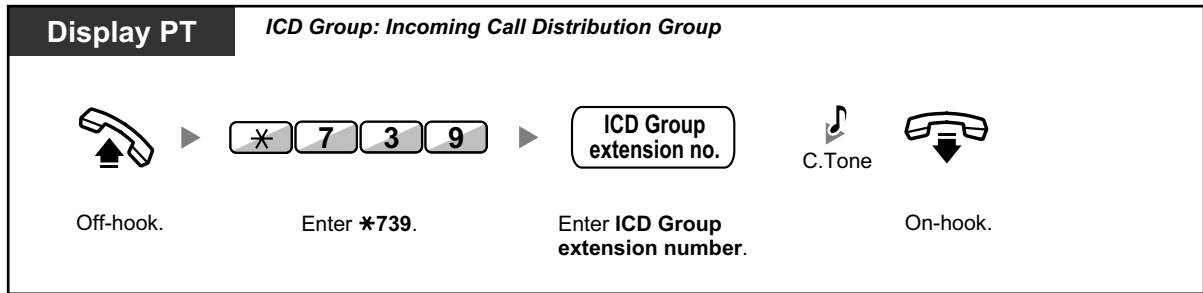 Display PT
ICD Group: Incoming Call Distribution Group
* 7 3 9
ICD Group
extension no.
C.Tone
Off-hook.
Enter *739.
Enter ICD Group
extension number.
On-hook.